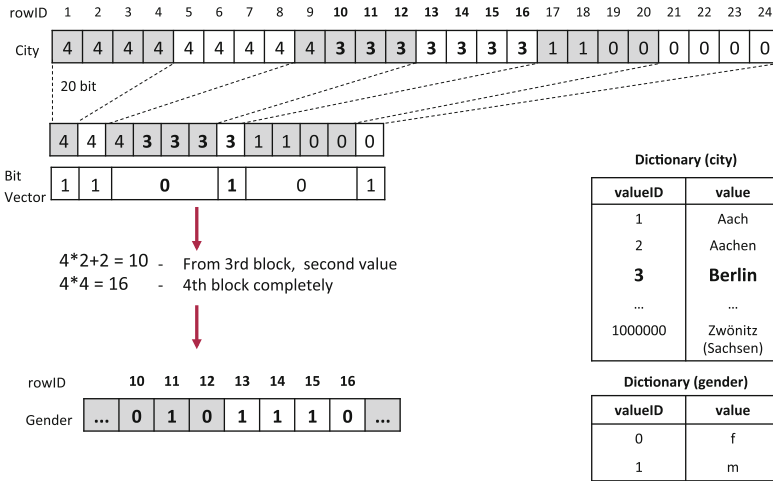 rowID 1 2 3 4 5 6 7 8 9 10 11 12 13 14 15 16 17 18 19 20 21 22 23 24
City 4 4 4 4 4 4 4 4 4 3 3 3 3 3 3 3 1 1 0 0 0 0 0 0
20 bit
4 4 4 3 3 3 3 1 1 0 0 0
Bit
Vector 1 1 0 1 0 1
4*2+2 = 10 - From 3rd block, second value
4*4 = 16 - 4th block completely
rowID 10 11 12 13 14 15 16
Gender ... 0 1 0 1 1 1 0 ...
Dictionary (city)
valueID value
1 Aach
2 Aachen
3 Berlin
... ...
1000000 Zwönitz
(Sachsen)
Dictionary (gender)
valueID value
0 f
1 m